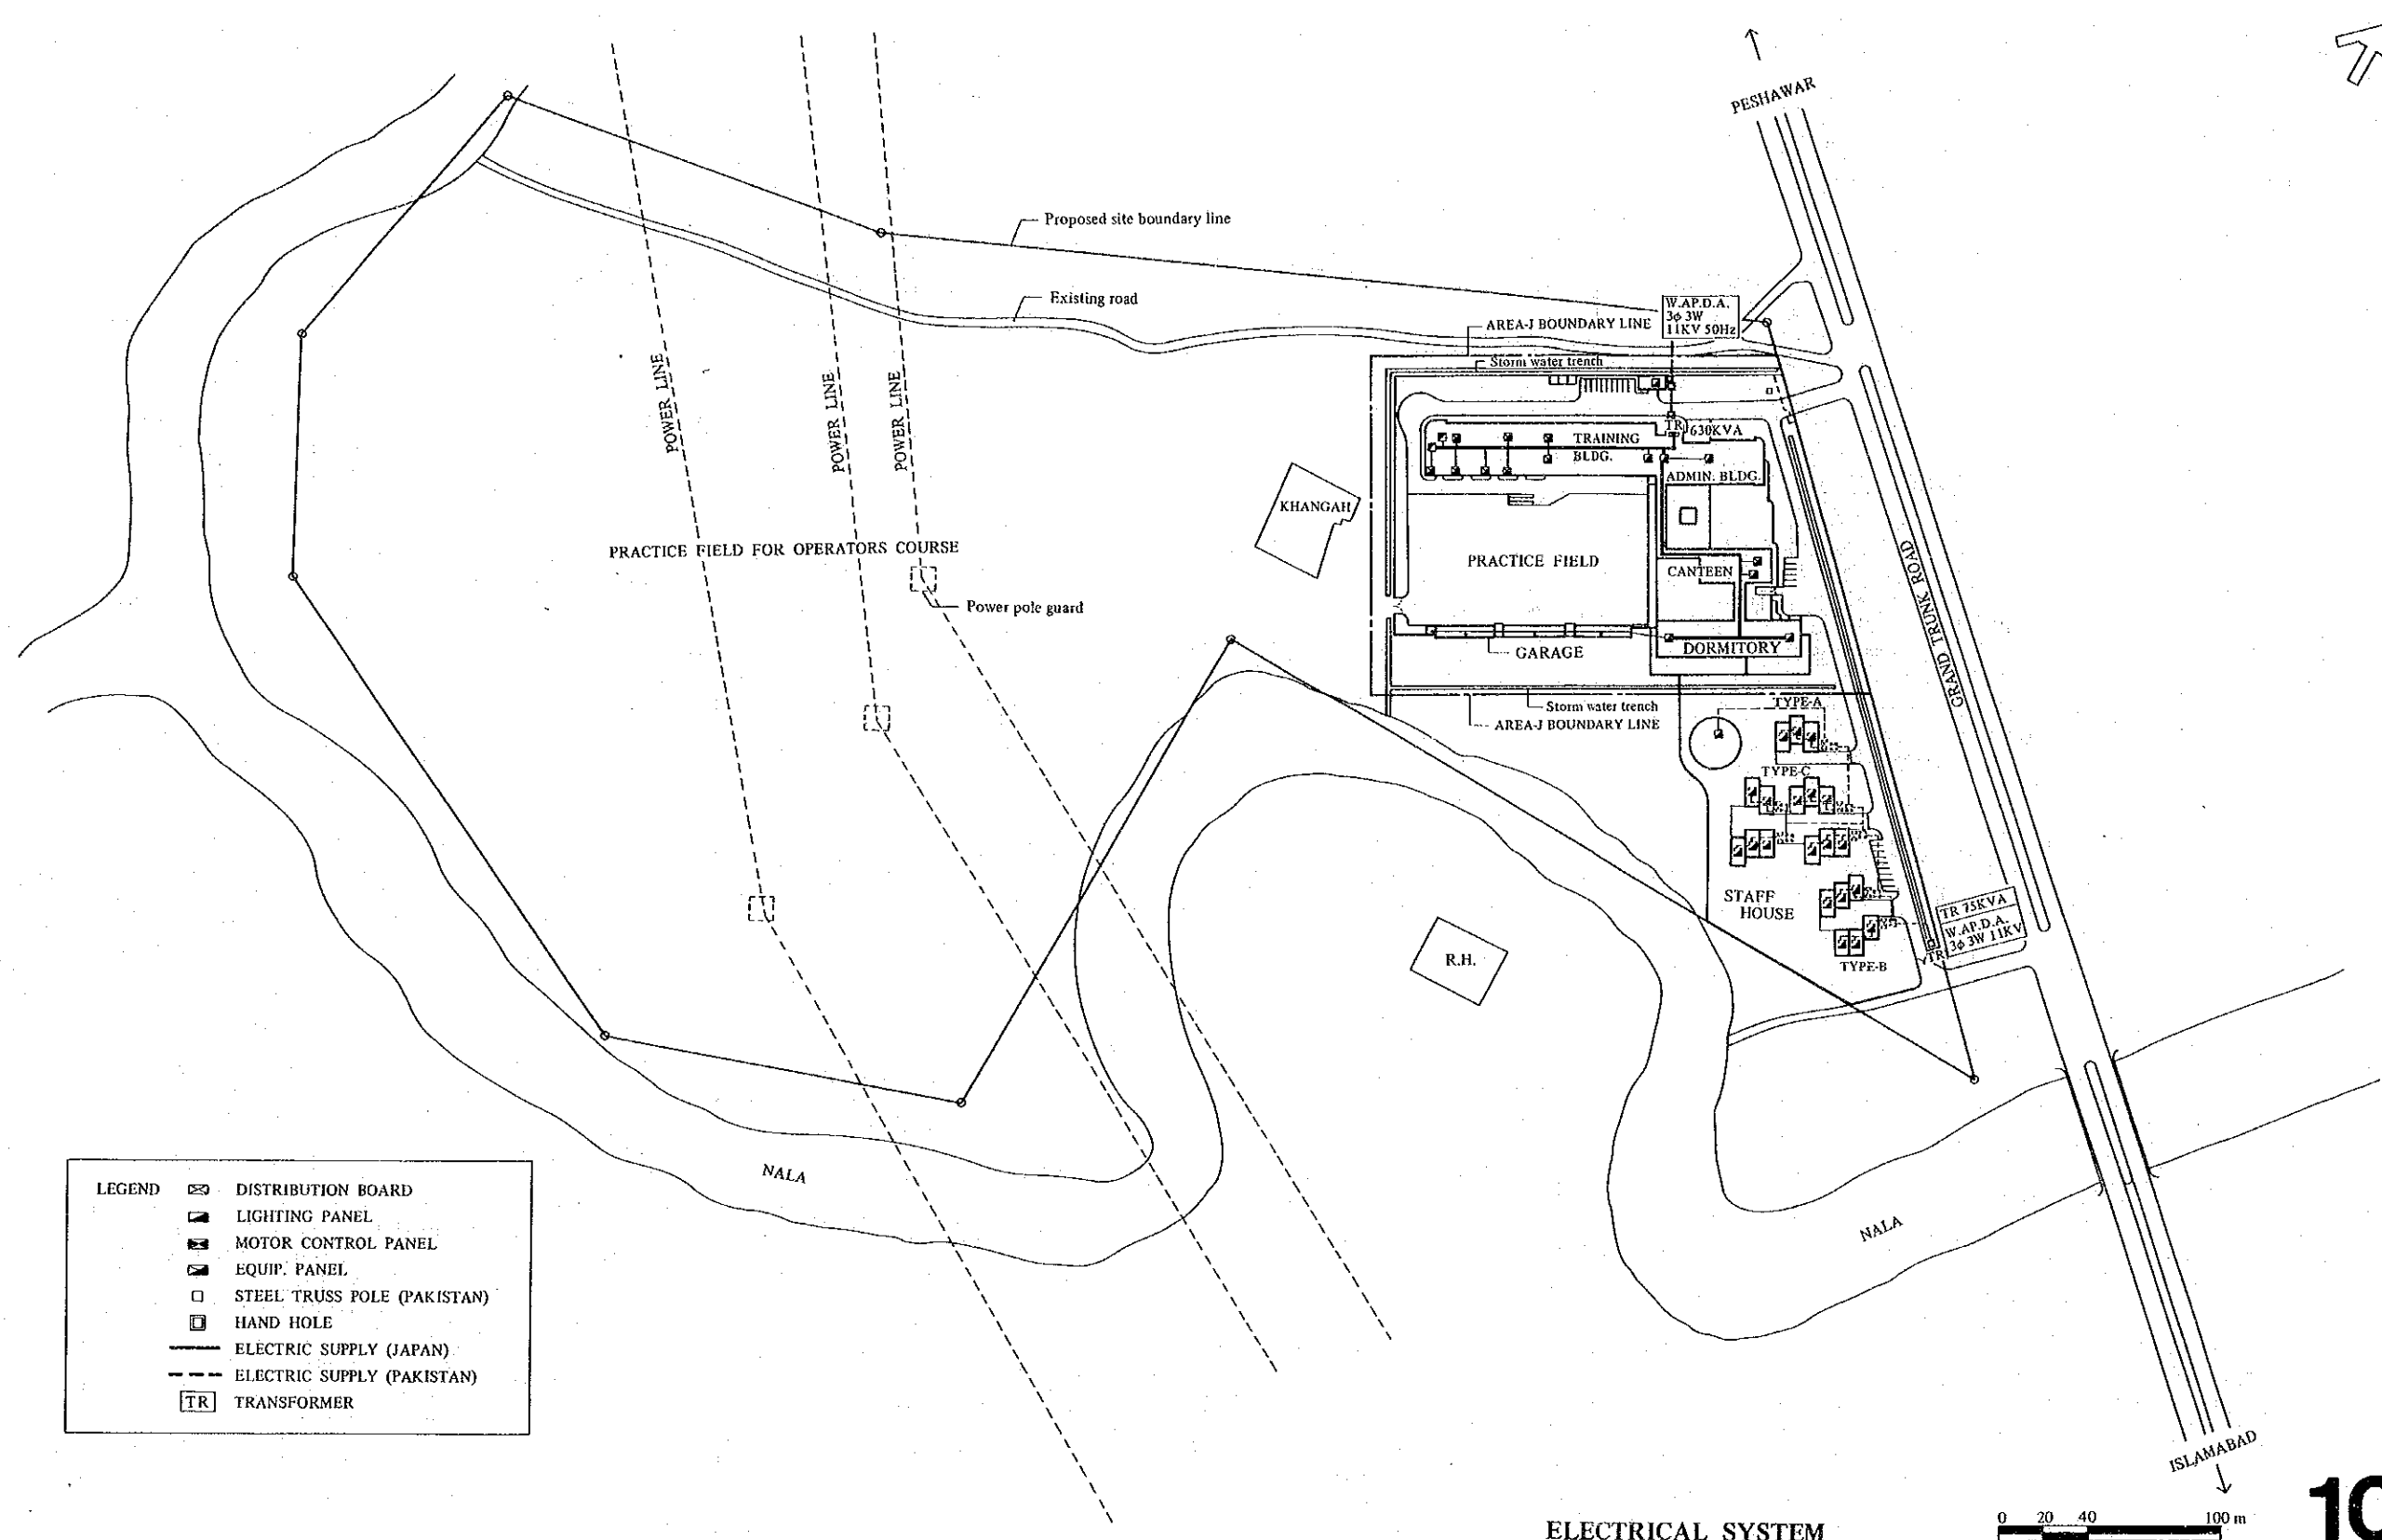 PESHAWAR
Proposed site boundary line
Existing road
AREA-J BOUNDARY LINE
W.AP.D.A.
3φ 3W
11KV 50Hz
Storm water trench
POWER LINE
POWER LINE
POWER LINE
TR
630KVA
TRAINING
BLDG.
ADMIN. BLDG.
KHANGAH
PRACTICE FIELD FOR OPERATORS COURSE
PRACTICE FIELD
CANTEEN
GRAND TRUNK ROAD
Power pole guard
GARAGE
DORMITORY
Storm water trench
AREA-J BOUNDARY LINE
TYPE-A
TYPE-C
STAFF
HOUSE
TR 75KVA
W.AP.D.A.
3φ 3W 11KV
TR
TYPE-B
R.H.
NALA
NALA
LEGEND
DISTRIBUTION BOARD
LIGHTING PANEL
MOTOR CONTROL PANEL
EQUIP. PANEL
STEEL TRUSS POLE (PAKISTAN)
HAND HOLE
ELECTRIC SUPPLY (JAPAN)
ELECTRIC SUPPLY (PAKISTAN)
TR TRANSFORMER
ISLAMABAD
ELECTRICAL SYSTEM
0 20 40 100 m